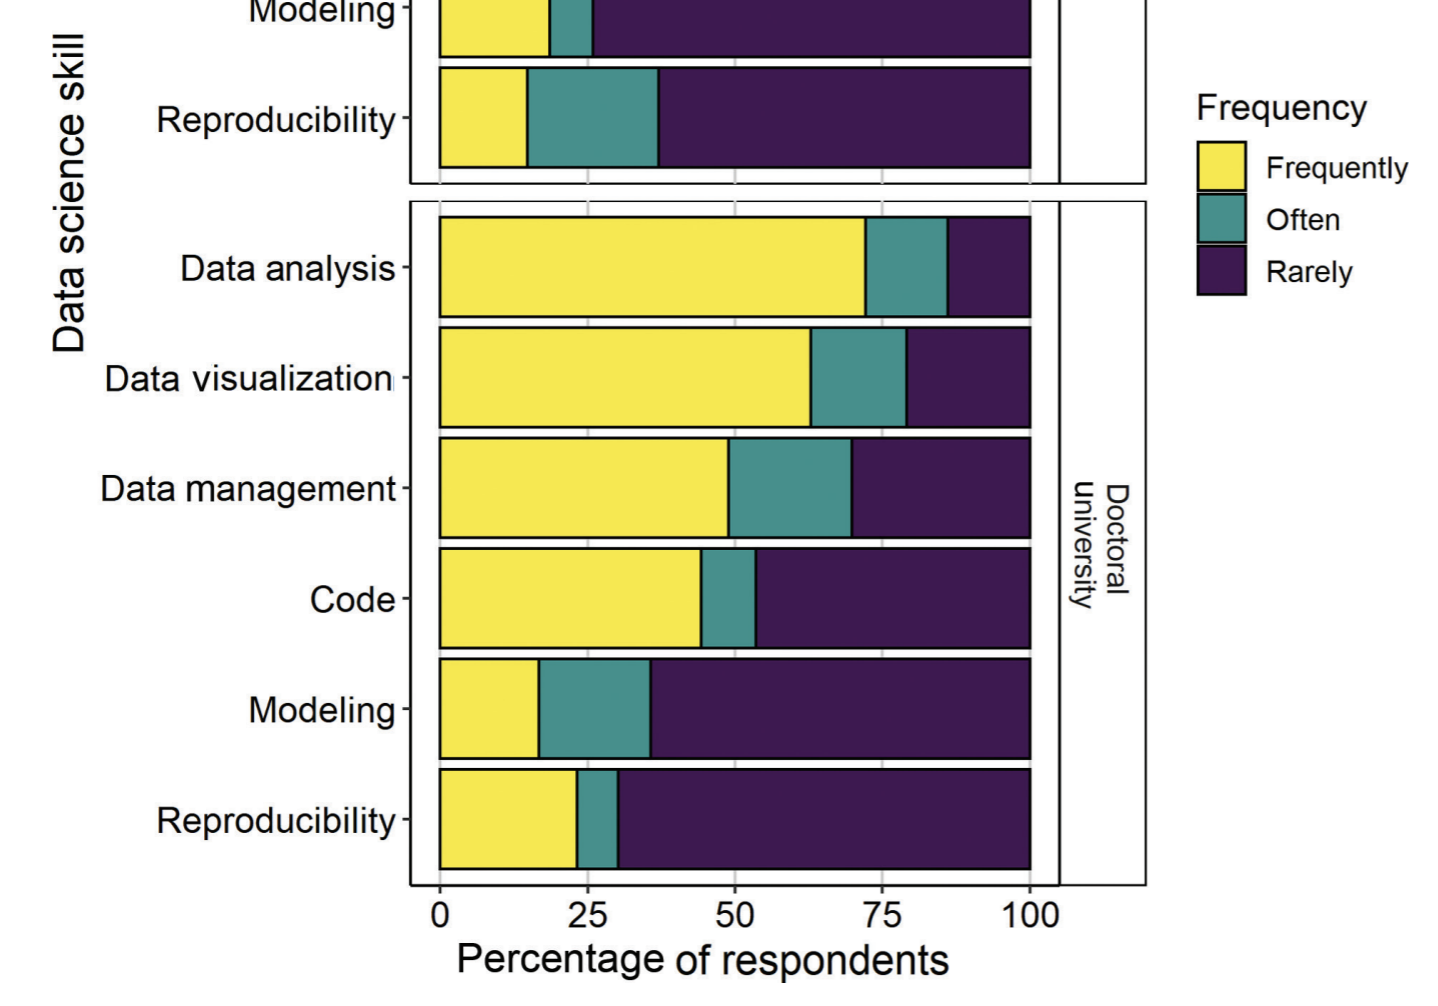 Data science skill
Modeling
Reproducibility
Data analysis
Data visualization
Data management
Code
Modeling
Reproducibility
Doctoral
university
0 25 50 75 100
Percentage of respondents
Frequency
Frequently
Often
Rarely